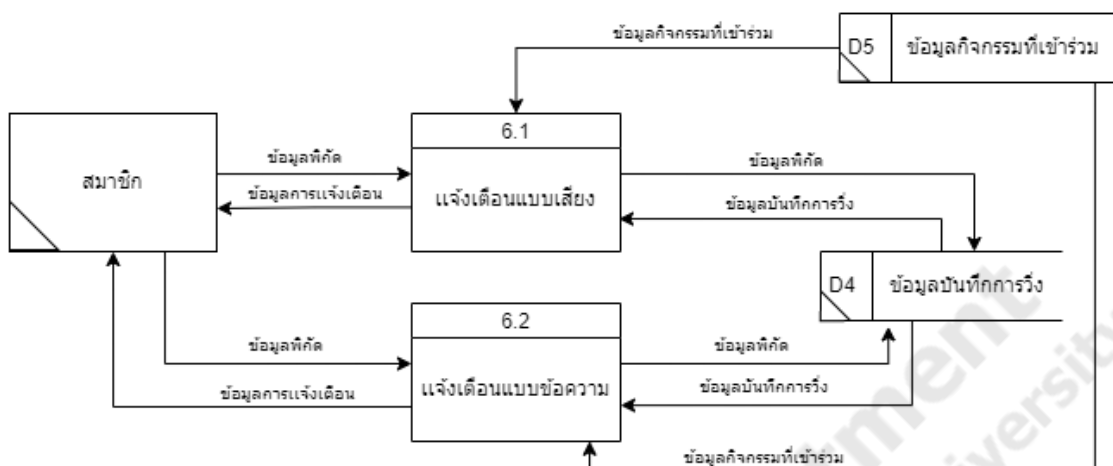 ข้อมูลกิจกรรมที่เข้าร่วม
D5 ข้อมูลกิจกรรมที่เข้าร่วม
6.1
สมาชิก
ข้อมูลพิกัด
ข้อมูลการแจ้งเตือน
แจ้งเตือนแบบเสียง
ข้อมูลพิกัด
ข้อมูลบันทึกการวิ่ง
D4 ข้อมูลบันทึกการวิ่ง
6.2
ข้อมูลพิกัด
ข้อมูลการแจ้งเตือน
แจ้งเตือนแบบข้อความ
ข้อมูลพิกัด
ข้อมูลบันทึกการวิ่ง
ข้อมูลกิจกรรมที่เข้าร่วม